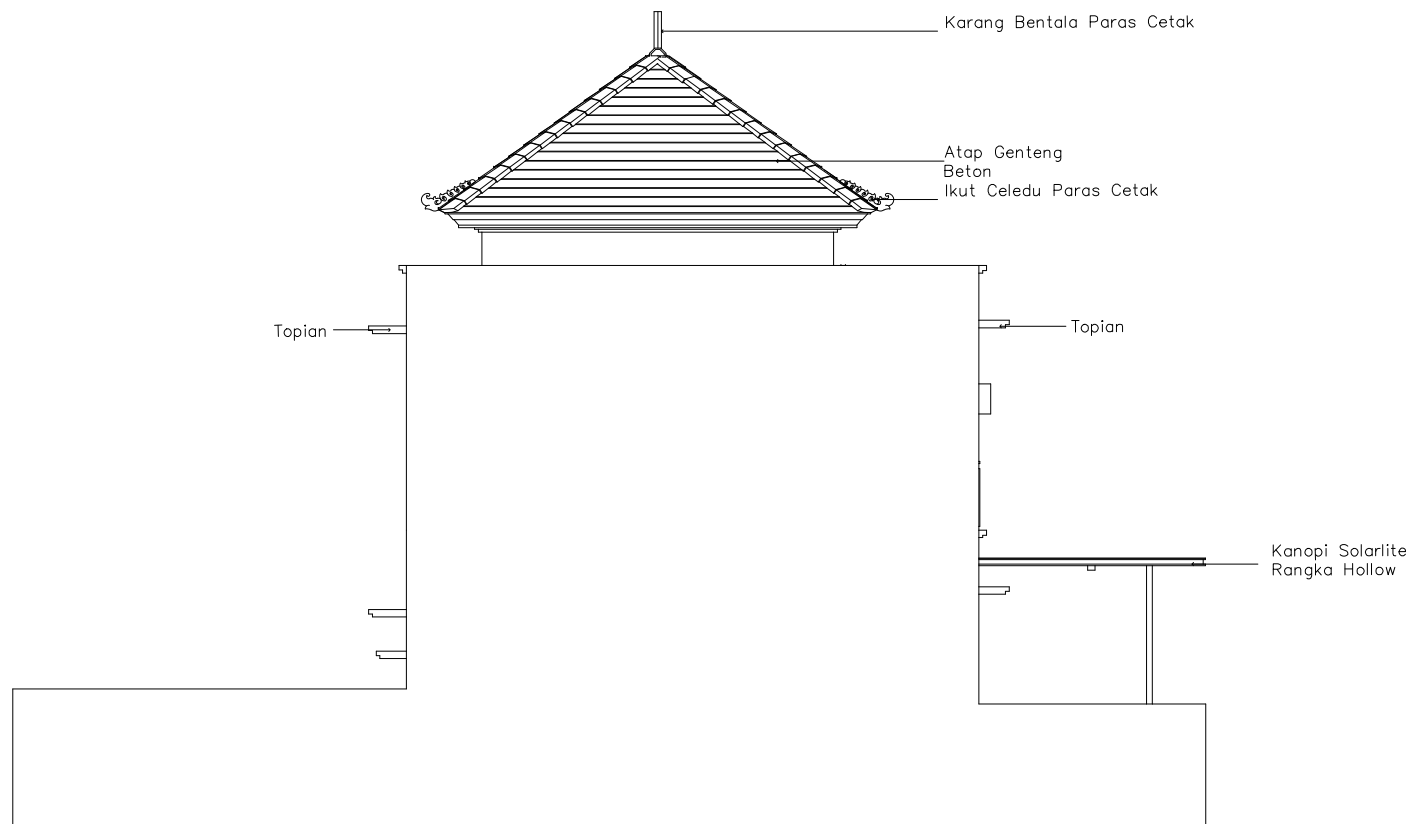 Karang Bentala Paras Cetak
Atap Genteng
Beton
Ikut Celedu Paras Cetak
Topian
Topian
Kanopi Solarlite
Rangka Hollow